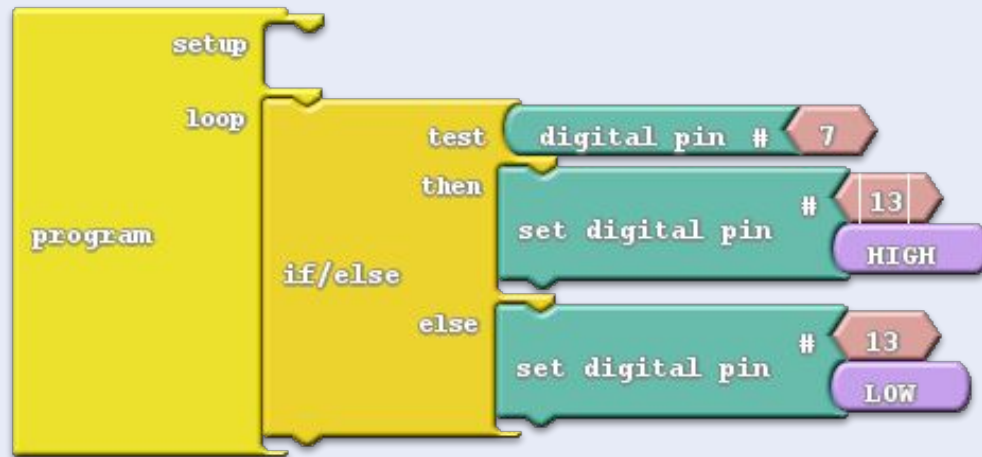 setup
loop
test digital pin # 7
then
# 13
set digital pin
HIGH
program
if/else
else
# 13
set digital pin
LOW